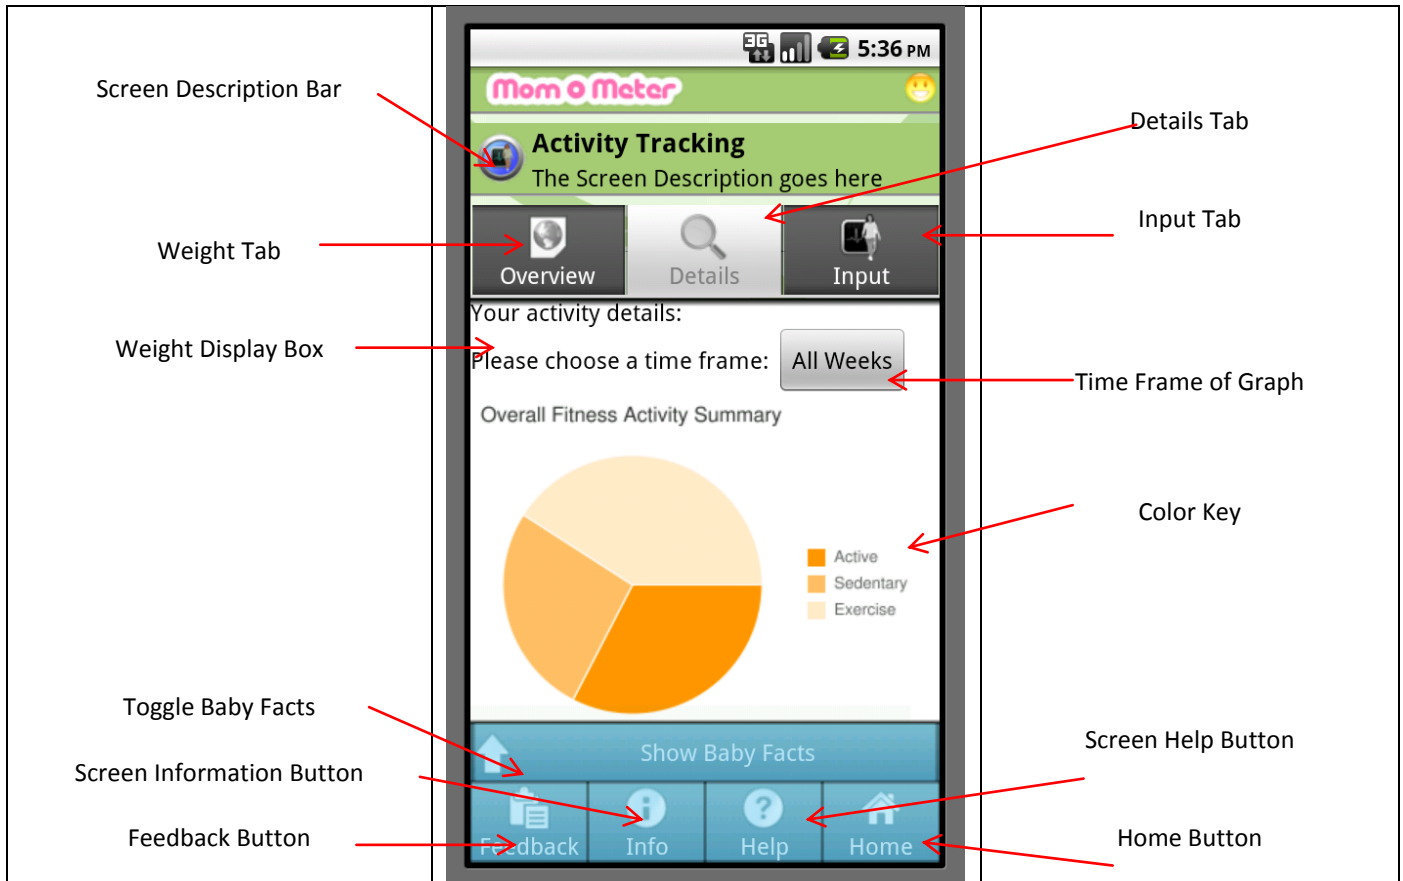 Screen Description Bar
Weight Tab
Weight Display Box
Toggle Baby Facts
Screen Information Button
Feedback Button
3G 5:36 PM
Mom O Meter
Activity Tracking
The Screen Description goes here
Overview Details Input
Your activity details:
Please choose a time frame: All Weeks
Overall Fitness Activity Summary
Active
Sedentary
Exercise
Show Baby Facts
Feedback Info Help Home
Details Tab
Input Tab
Time Frame of Graph
Color Key
Screen Help Button
Home Button